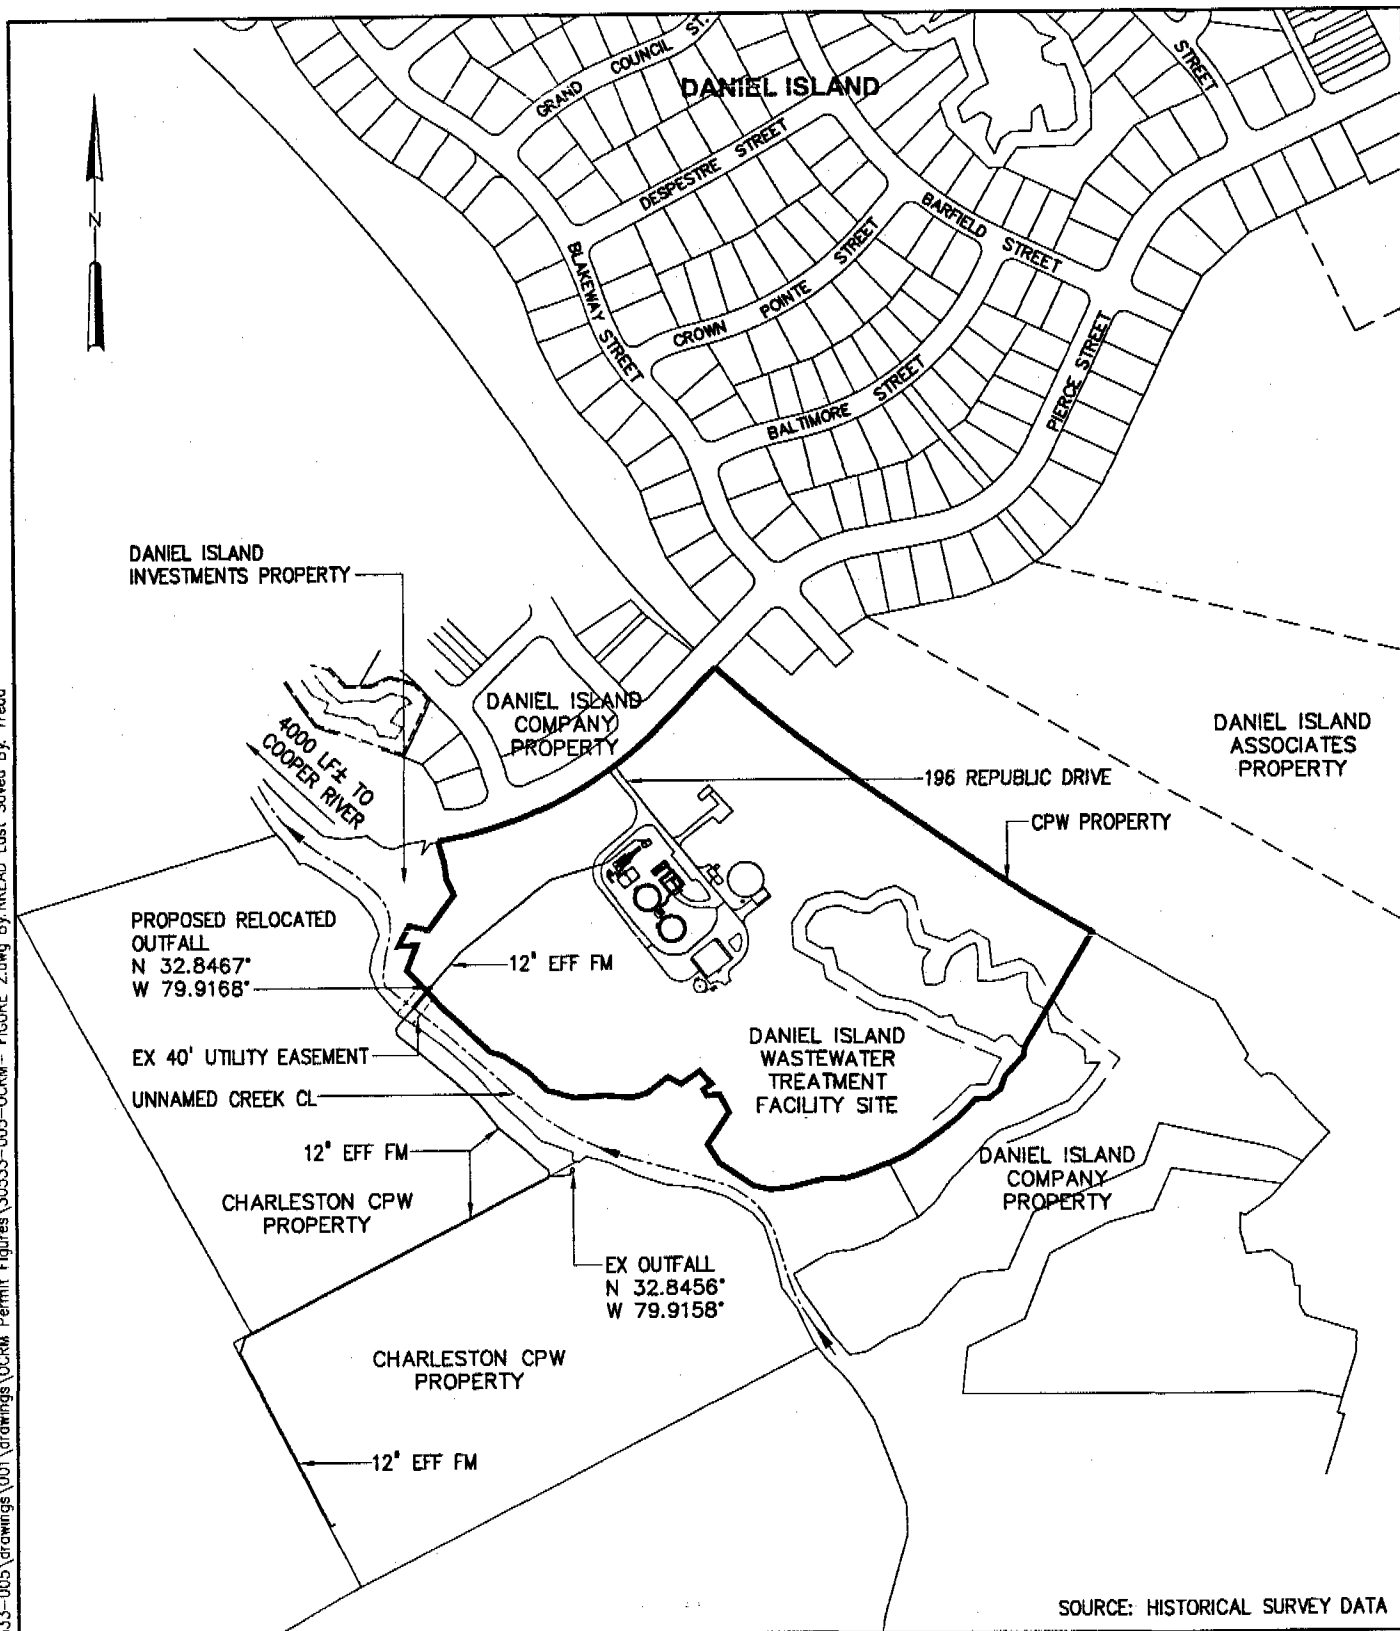 GRAND COUNCIL ST.
DANIEL ISLAND
STREET
DESPESTRE STREET
BARFIELD STREET
BLAKEWAY STREET
CROWN POINTE STREET
PIERCE STREET
BALTIMORE STREET
N
DANIEL ISLAND
INVESTMENTS PROPERTY
DANIEL ISLAND
COMPANY
PROPERTY
4000 LF± TO
COOPER RIVER
DANIEL ISLAND
ASSOCIATES
PROPERTY
196 REPUBLIC DRIVE
CPW PROPERTY
PROPOSED RELOCATED
OUTFALL
N 32.8467°
W 79.9168°
12" EFF FM
EX 40' UTILITY EASEMENT
UNNAMED CREEK CL
DANIEL ISLAND
WASTEWATER
TREATMENT
FACILITY SITE
12" EFF FM
CHARLESTON CPW
PROPERTY
DANIEL ISLAND
COMPANY
PROPERTY
EX OUTFALL
N 32.8456°
W 79.9158°
CHARLESTON CPW
PROPERTY
12" EFF FM
SOURCE: HISTORICAL SURVEY DATA